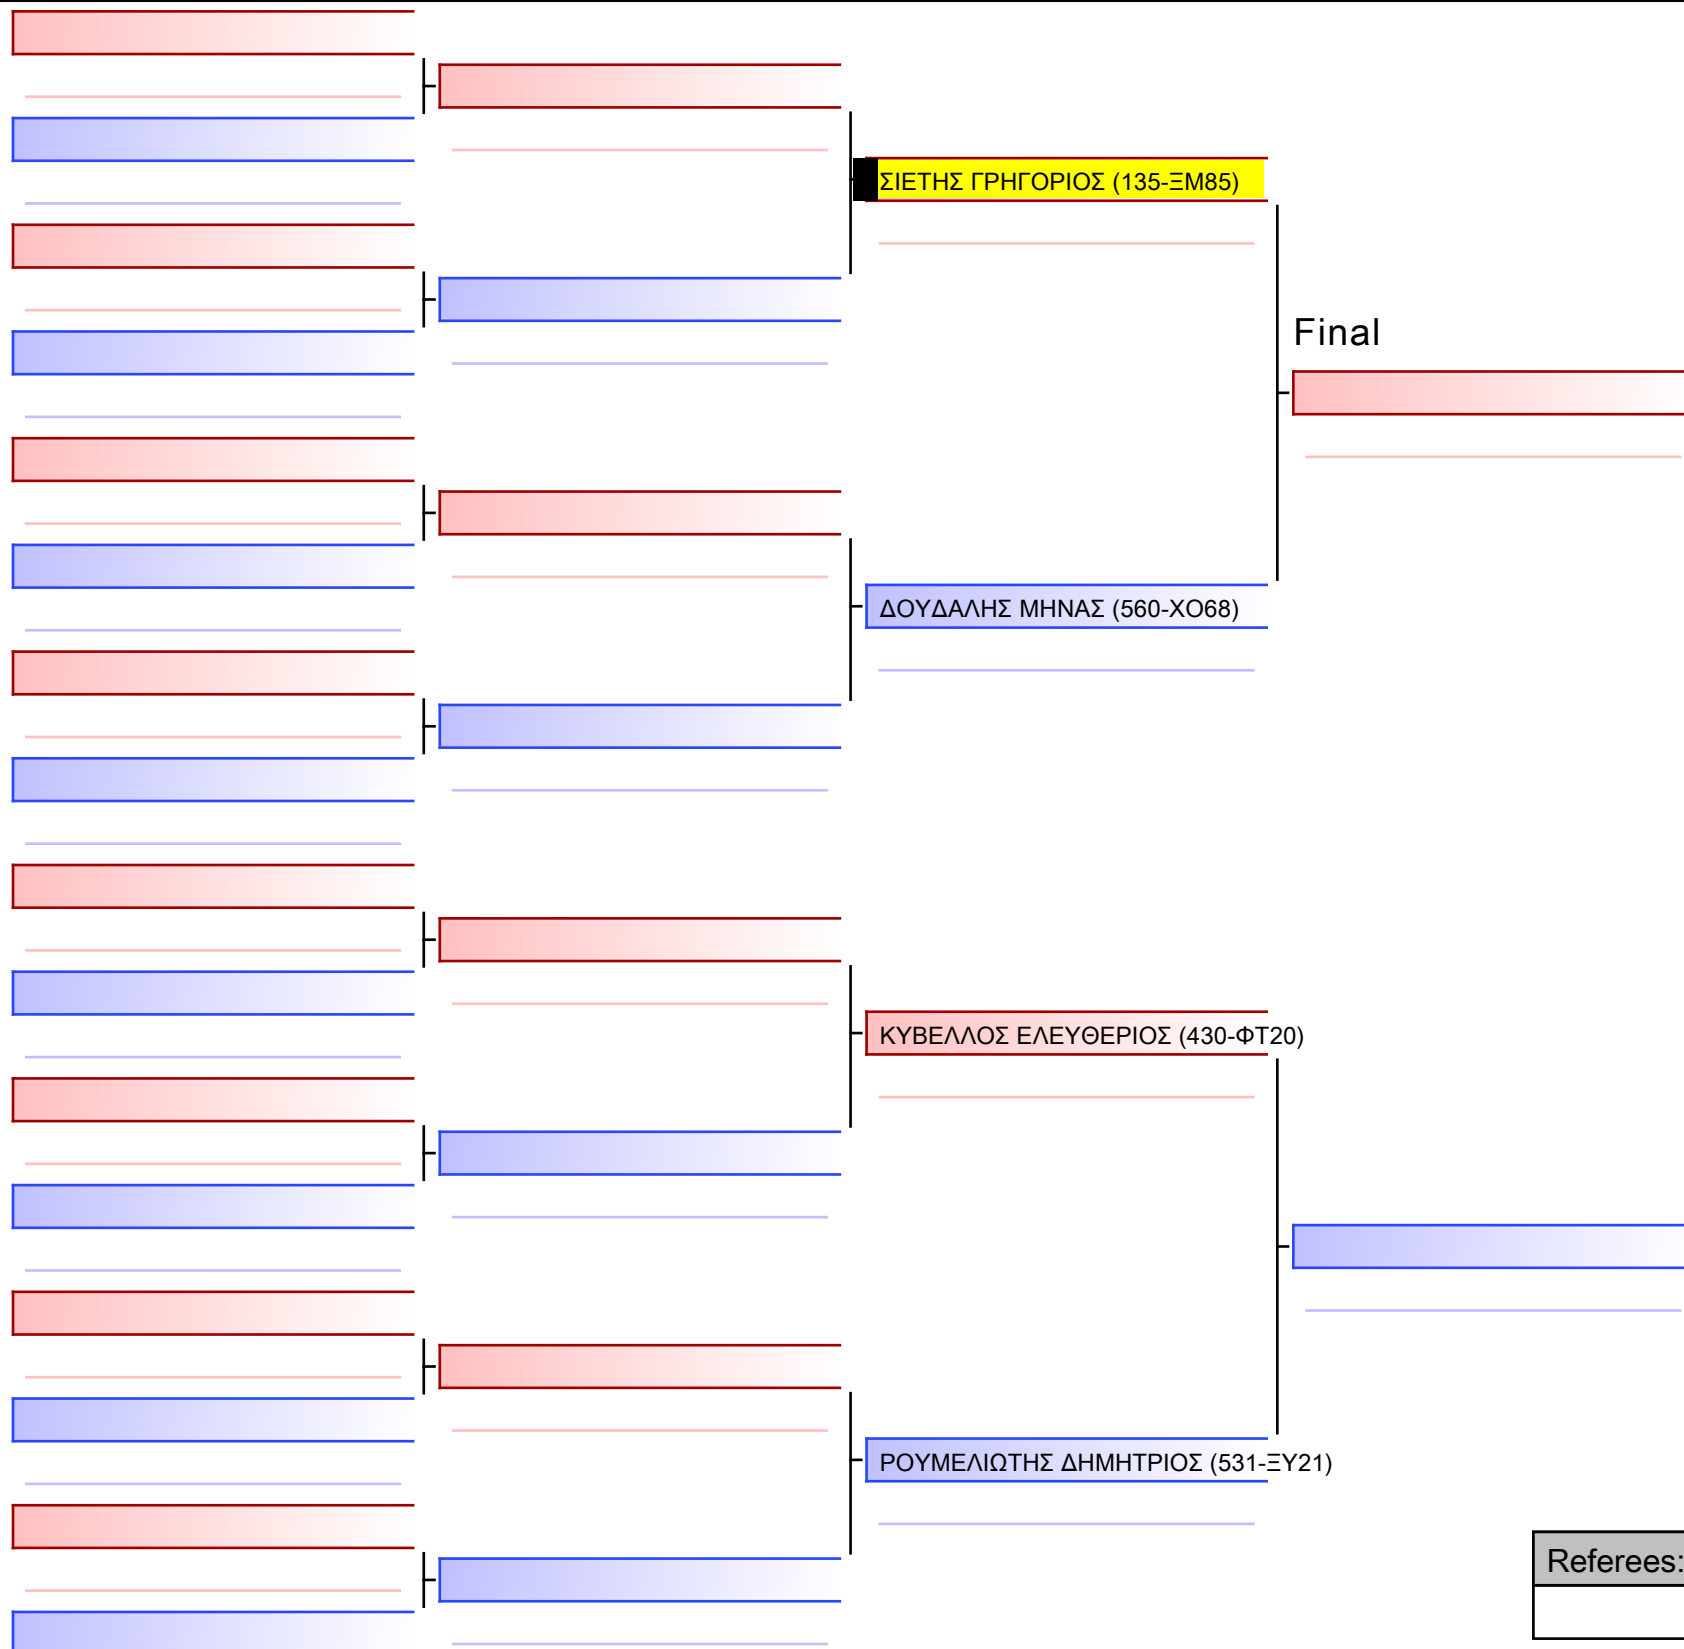 ΣΙΕΤΗΣ ΓΡΗΓΟΡΙΟΣ (135-ΞΜ85)
Final
ΔΟΥΔΑΛΗΣ ΜΗΝΑΣ (560-ΧΟ68)
ΚΥΒΕΛΛΟΣ ΕΛΕΥΘΕΡΙΟΣ (430-ΦΤ20)
ΡΟΥΜΕΛΙΩΤΗΣ ΔΗΜΗΤΡΙΟΣ (531-ΞΥ21)
Referees: